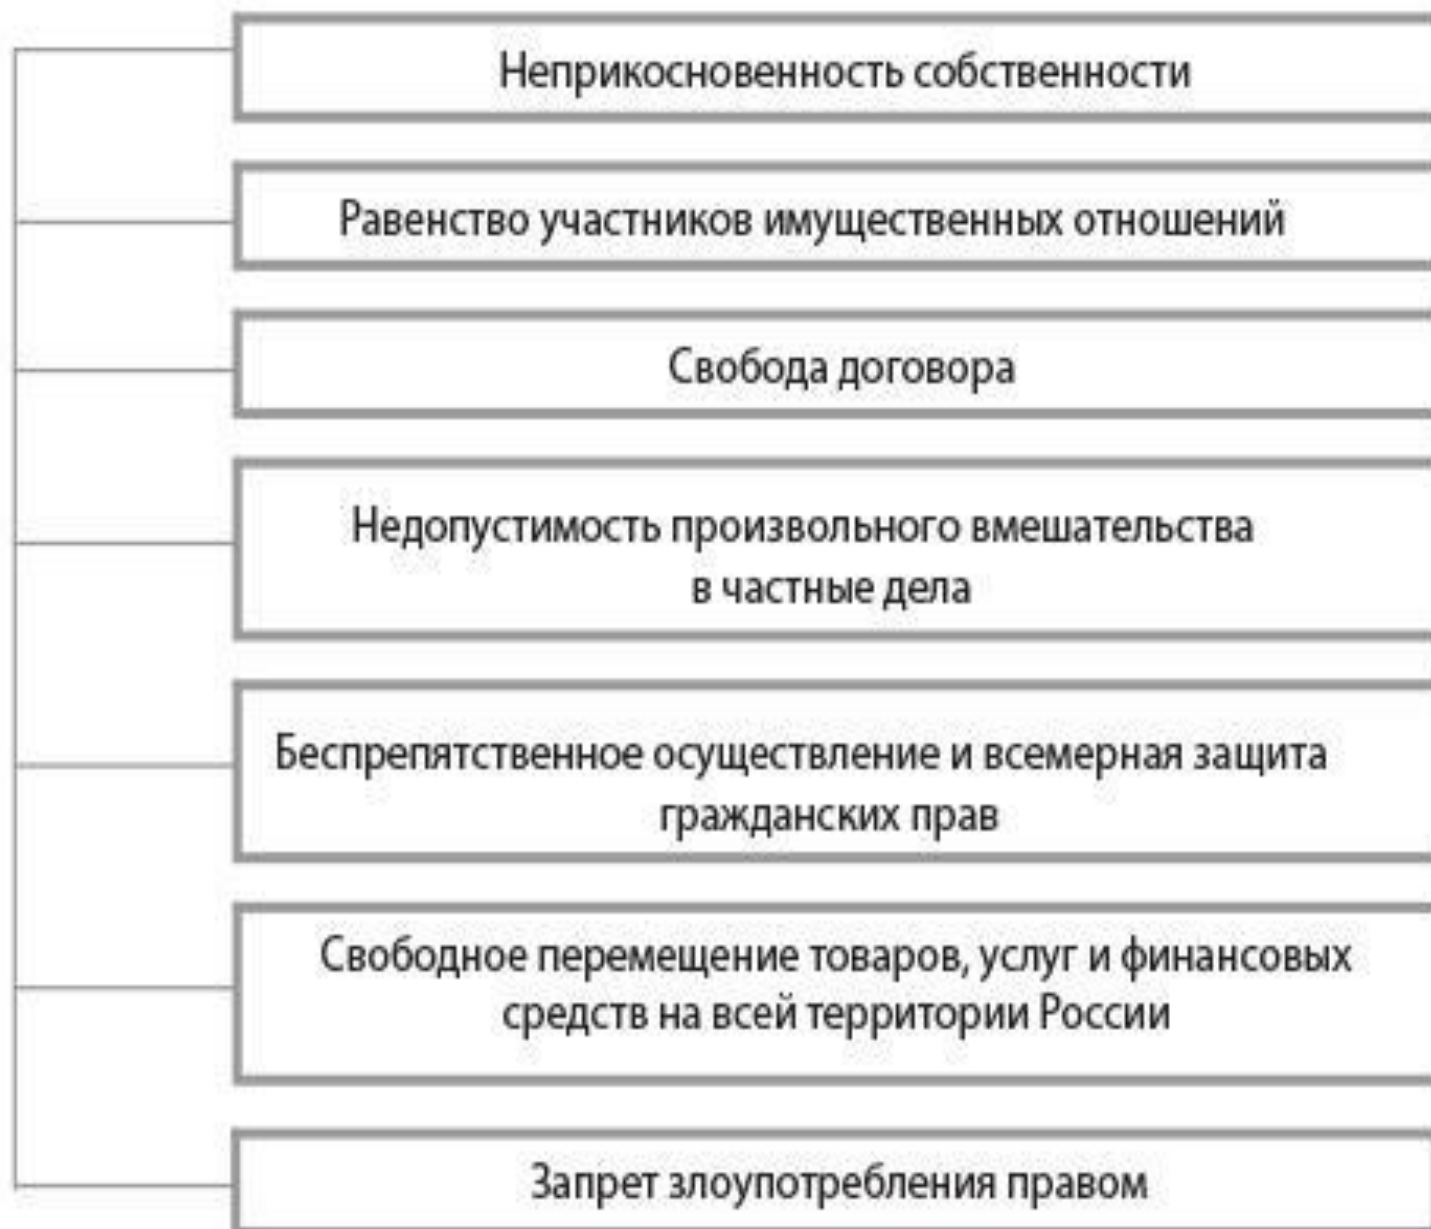 Неприкосновенность собственности
Равенство участников имущественных отношений
Свобода договора
Недопустимость произвольного вмешательства
в частные дела
Беспрепятственное осуществление и всемерная защита
гражданских прав
Свободное перемещение товаров, услуг и финансовых
средств на всей территории России
Запрет злоупотребления правом